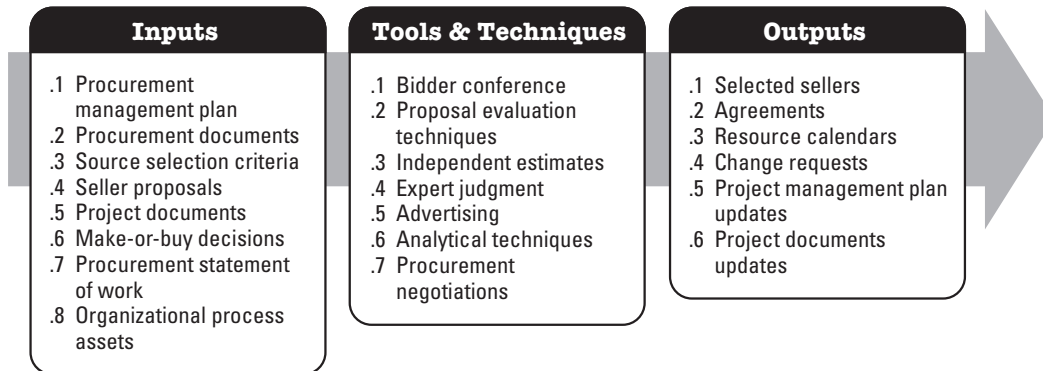 Inputs
.1 Procurement
management plan
.2 Procurement documents
.3 Source selection criteria
.4 Seller proposals
.5 Project documents
.6 Make-or-buy decisions
.7 Procurement statement
of work
.8 Organizational process
assets
Tools & Techniques
.1 Bidder conference
.2 Proposal evaluation
techniques
.3 Independent estimates
.4 Expert judgment
.5 Advertising
.6 Analytical techniques
.7 Procurement
negotiations
Outputs
.1 Selected sellers
.2 Agreements
.3 Resource calendars
.4 Change requests
.5 Project management plan
updates
.6 Project documents
updates